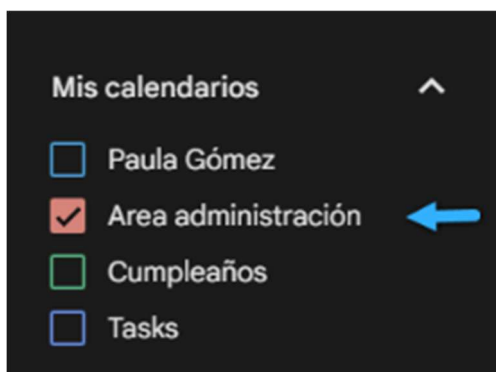 Mis calendarios
Paula Gómez
Area administración
Cumpleaños
Tasks